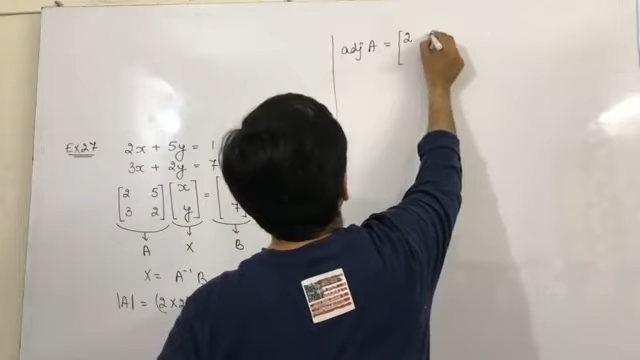 adj A = [2
Ex27 2x + 5y = 1
3x + 2y = 7
[2 5 [x = [
3 2] y] 7]
A X B
X = A⁻¹ B
|A| = (2×2)